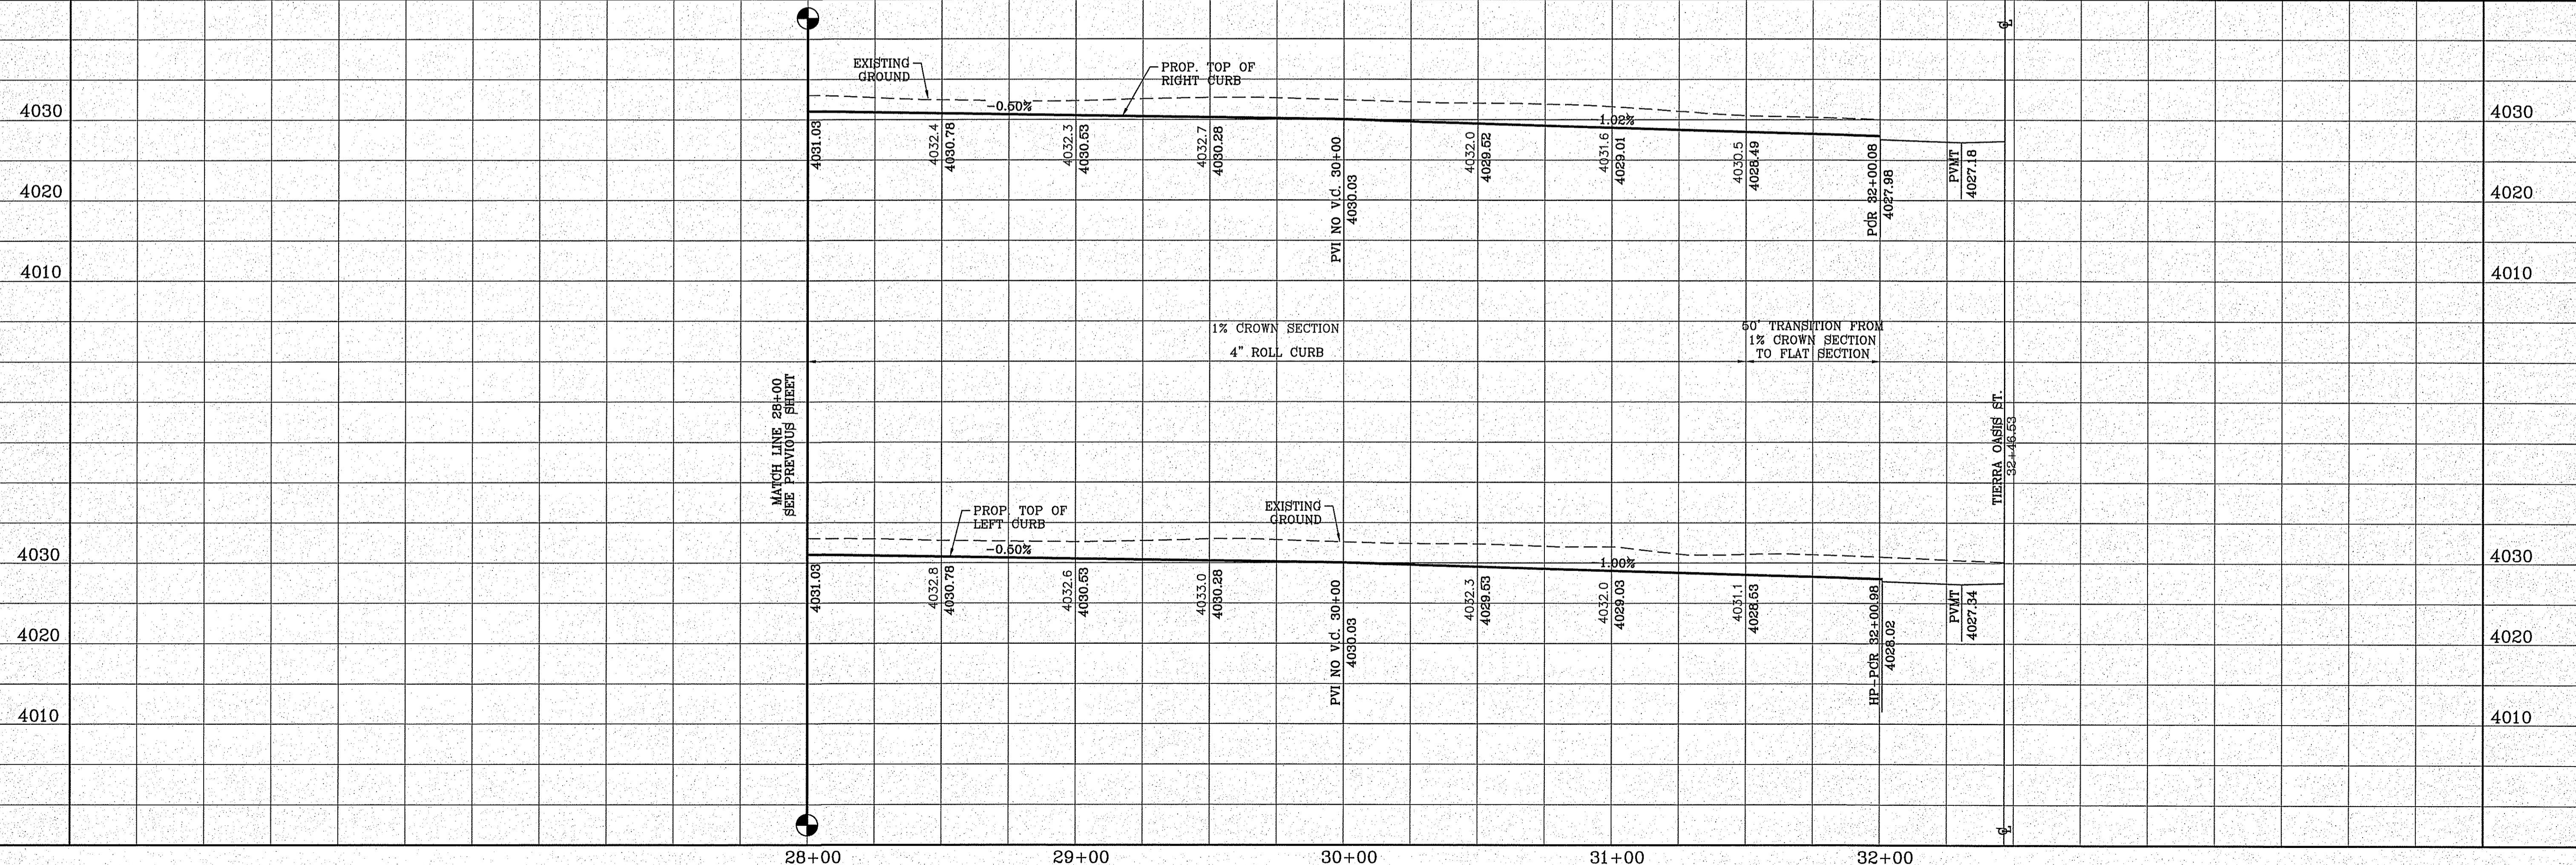 EXISTING
GROUND
PROP. TOP OF
RIGHT CURB
4030
-0.50%
-1.02%
4030
4031.03
4032.4
4030.78
4032.3
4030.53
4032.7
4030.28
PVI NO V.C. 30+00
4030.03
4032.0
4029.52
4031.6
4029.01
4030.5
4028.49
PCR 32+00.08
4027.98
PVMT
4027.18
4020
4020
4010
4010
1% CROWN SECTION
4" ROLL CURB
50' TRANSITION FROM
1% CROWN SECTION
TO FLAT SECTION
MATCH LINE 28+00
SEE PREVIOUS SHEET
TIERRA OASIS ST.
32+46.53
PROP. TOP OF
LEFT CURB
EXISTING
GROUND
4030
-0.50%
-1.00%
4030
4031.03
4032.8
4030.78
4032.6
4030.53
4033.0
4030.28
PVI NO V.C. 30+00
4030.03
4032.3
4029.53
4032.0
4029.03
4031.1
4028.53
HP-PCR 32+00.98
4028.02
PVMT
4027.34
4020
4020
4010
4010
28+00
29+00
30+00
31+00
32+00